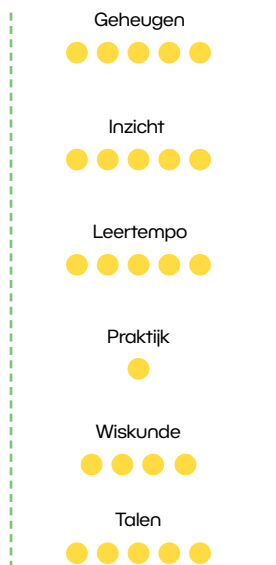 Geheugen
Inzicht
Leertempo
Praktijk
Wiskunde
Talen